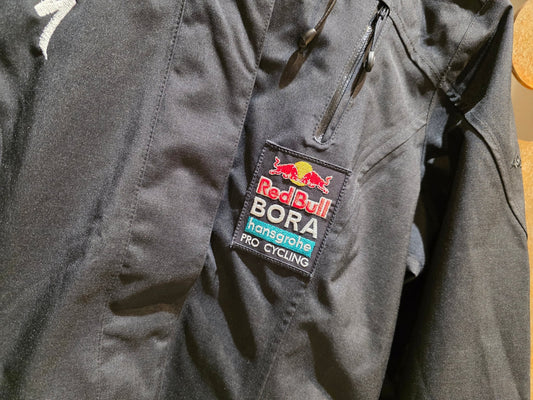 Red Bull
BORA
hansgrohe
PRO CYCLING